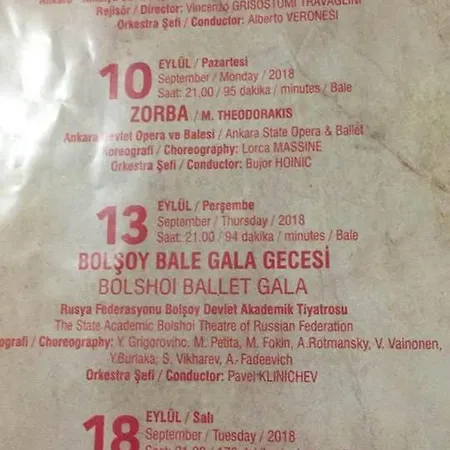 Rejisör / Director: Vincenzo GRISOSTOMI TRAVAGLINI
Orkestra Şefi / Conductor: Alberto VERONESI
10 EYLÜL / Pazartesi
September / Monday / 2018
Saat: 21.00 / 95 dakika / minutes / Bale
ZORBA / M. THEODORAKIS
Ankara Devlet Opera ve Balesi / Ankara State Opera & Ballet
Koreografi / Choreography: Lorca MASSINE
Orkestra Şefi / Conductor: Bujor HOINIC
13 EYLÜL / Perşembe
September / Thursday / 2018
Saat: 21.00 / 94 dakika / minutes / Bale
BOLŞOY BALE GALA GECESİ
BOLSHOI BALLET GALA
Rusya Federasyonu Bolşoy Devlet Akademik Tiyatrosu
The State Academic Bolshoi Theatre of Russian Federation
ografi / Choreography: Y. Grigoroviho, M. Petita, M. Fokin, A.Rotmansky, V. Vainonen,
Y.Burlaka, S. Vikharev, A.-Fadeevich
Orkestra Şefi / Conductor: Pavel KLINICHEV
18 EYLÜL / Salı
September / Tuesday / 2018